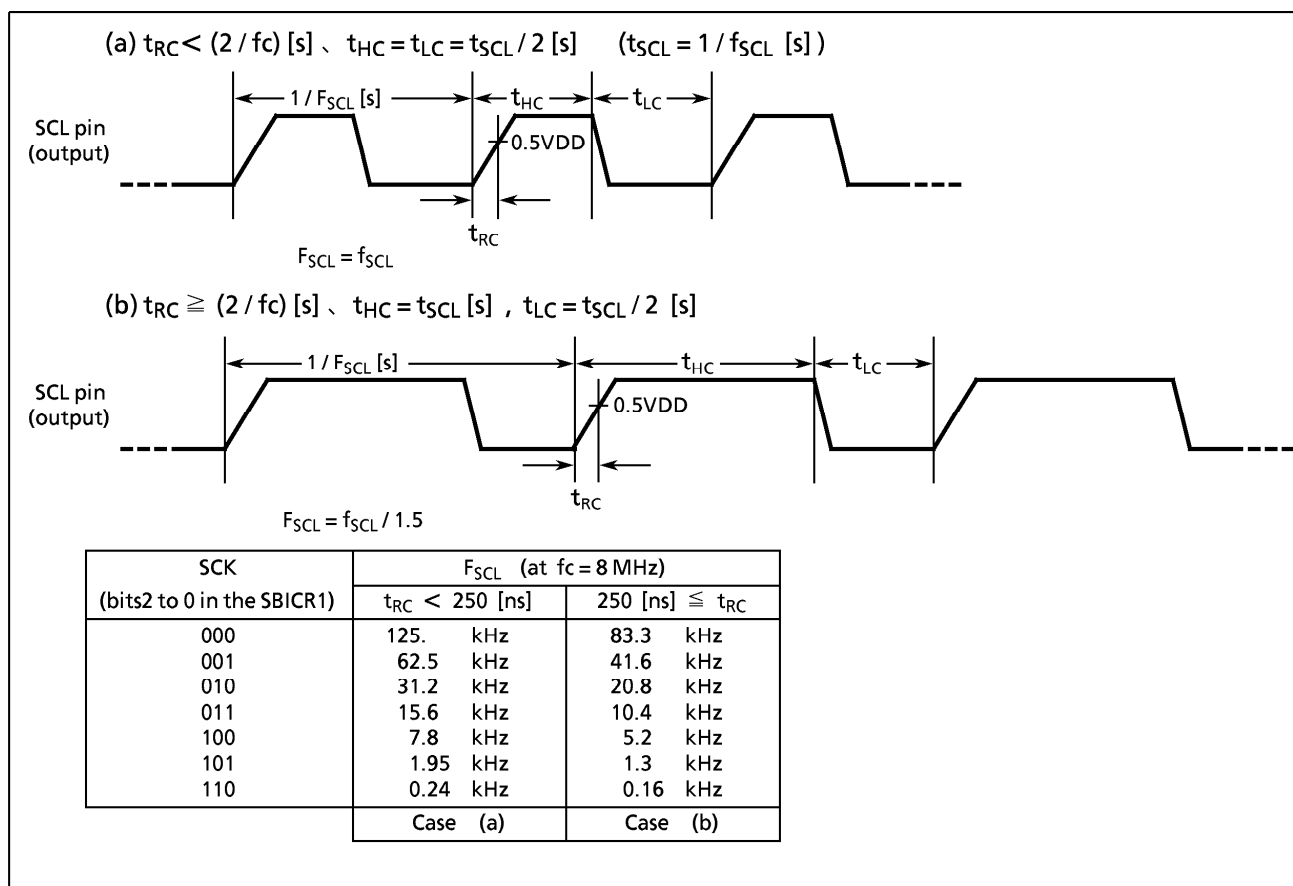 (a) tRC < (2 / fc) [s] 、 tHC = tLC = tSCL / 2 [s] (tSCL = 1 / fSCL [s] )
1 / FSCL [s]
tHC
tLC
SCL pin
(output)
0.5VDD
tRC
FSCL = fSCL
(b) tRC ≧ (2 / fc) [s] 、 tHC = tSCL [s] , tLC = tSCL / 2 [s]
1 / FSCL [s]
tHC
tLC
SCL pin
(output)
0.5VDD
tRC
FSCL = fSCL / 1.5
SCK FSCL (at fc = 8 MHz)
(bits2 to 0 in the SBICR1) tRC < 250 [ns] 250 [ns] ≦ tRC
000 125. kHz 83.3 kHz
001 62.5 kHz 41.6 kHz
010 31.2 kHz 20.8 kHz
011 15.6 kHz 10.4 kHz
100 7.8 kHz 5.2 kHz
101 1.95 kHz 1.3 kHz
110 0.24 kHz 0.16 kHz
Case (a) Case (b)